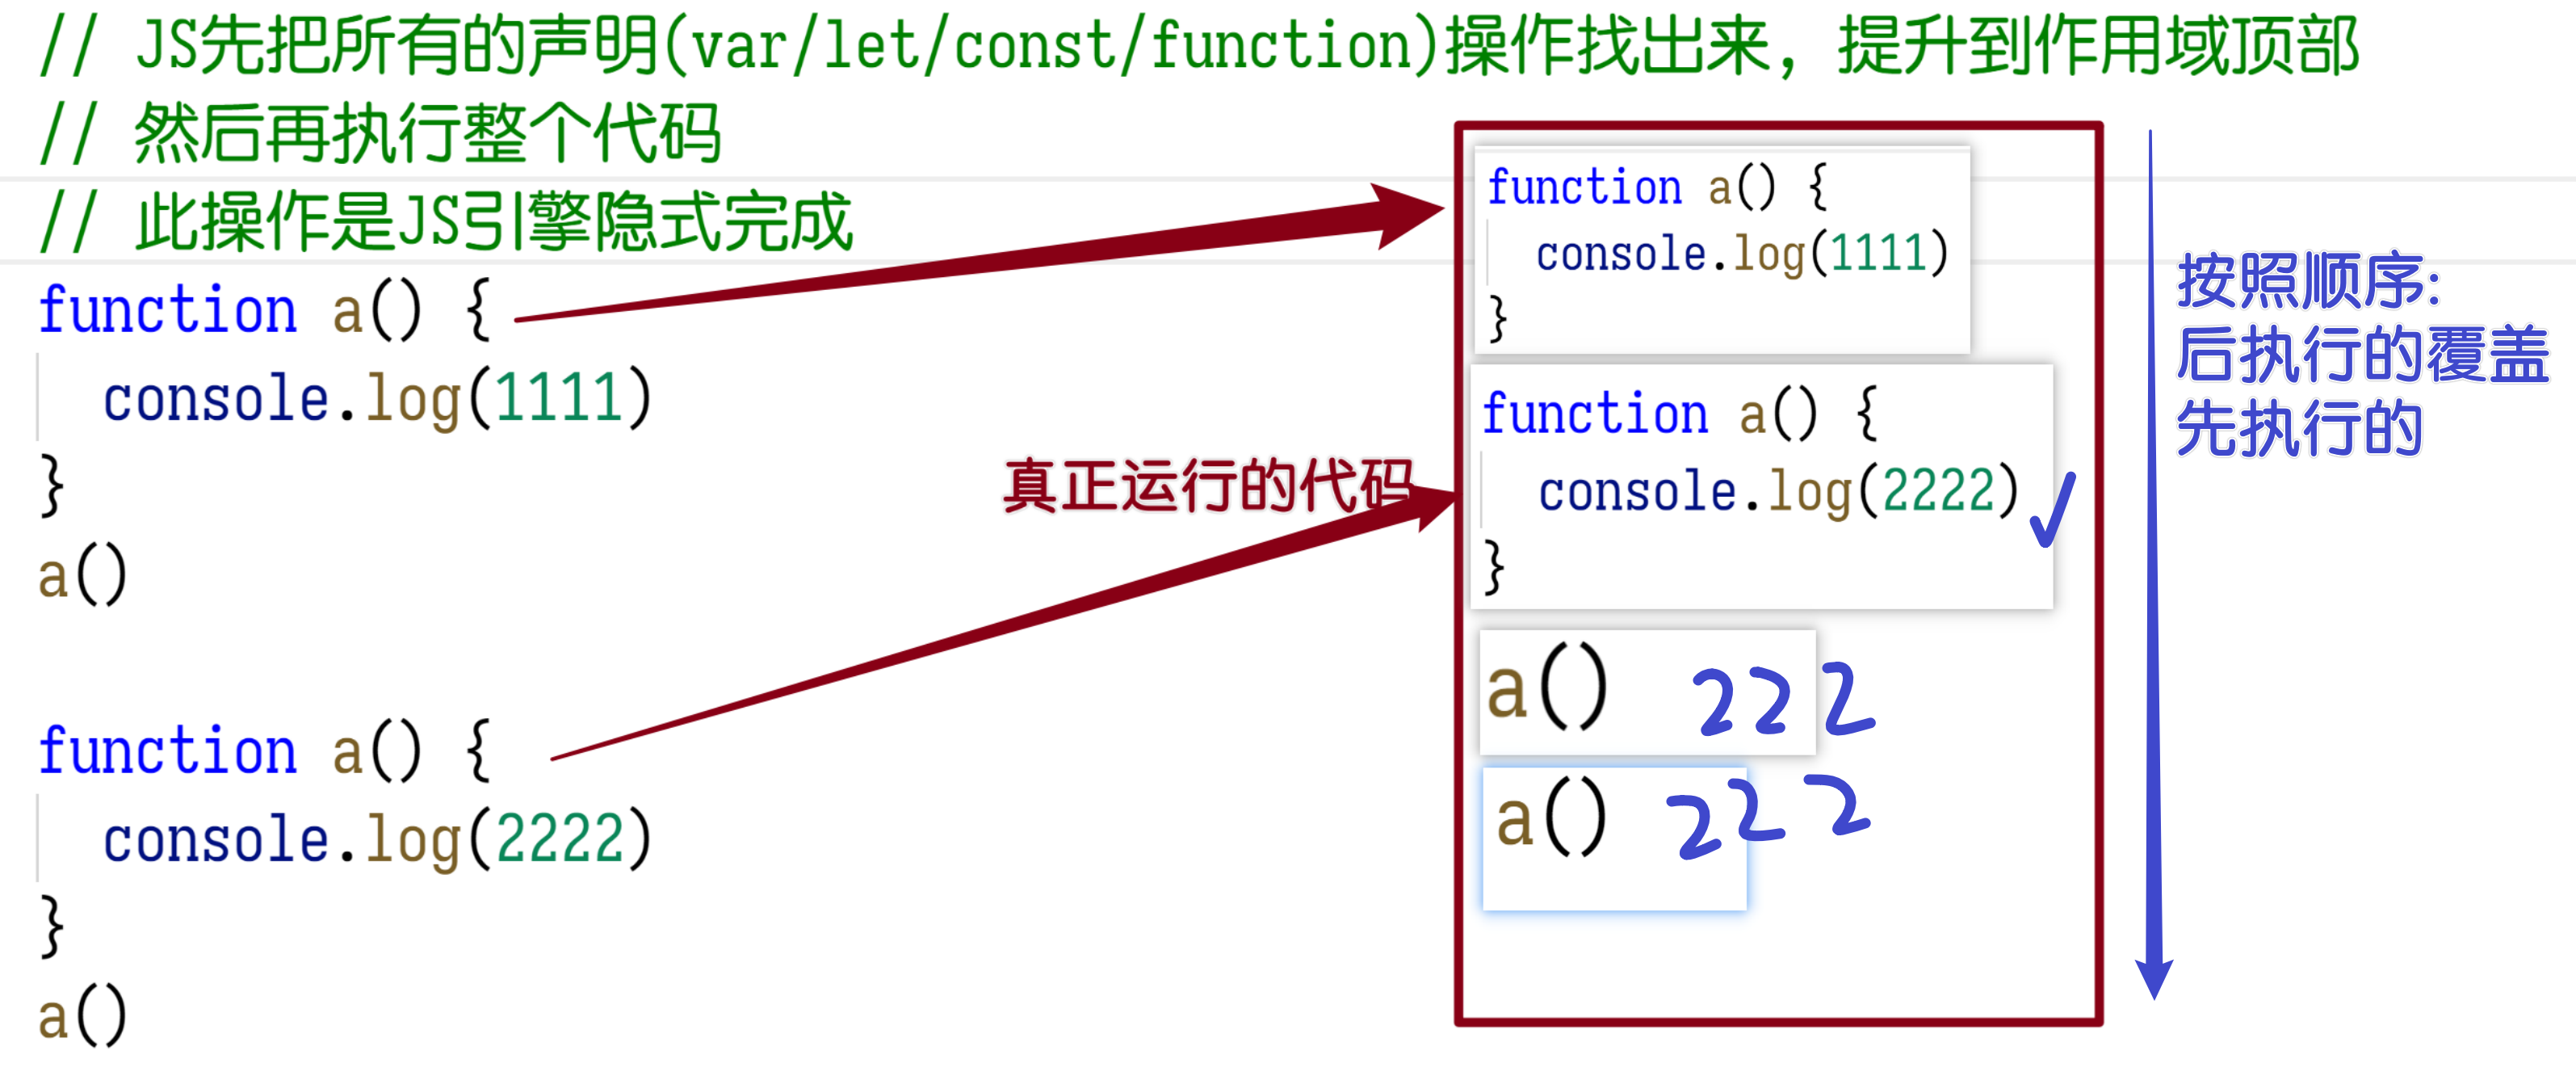 // JS先把所有的声明(var/let/const/function)操作找出来，提升到作用域顶部
// 然后再执行整个代码
// 此操作是JS引擎隐式完成
function a() {
console.log(1111)
}
a()
function a() {
console.log(2222)
}
a()
真正运行的代码
function a() {
console.log(1111)
}
function a() {
console.log(2222)
}
a() 222
a() 222
按照顺序:
后执行的覆盖
先执行的